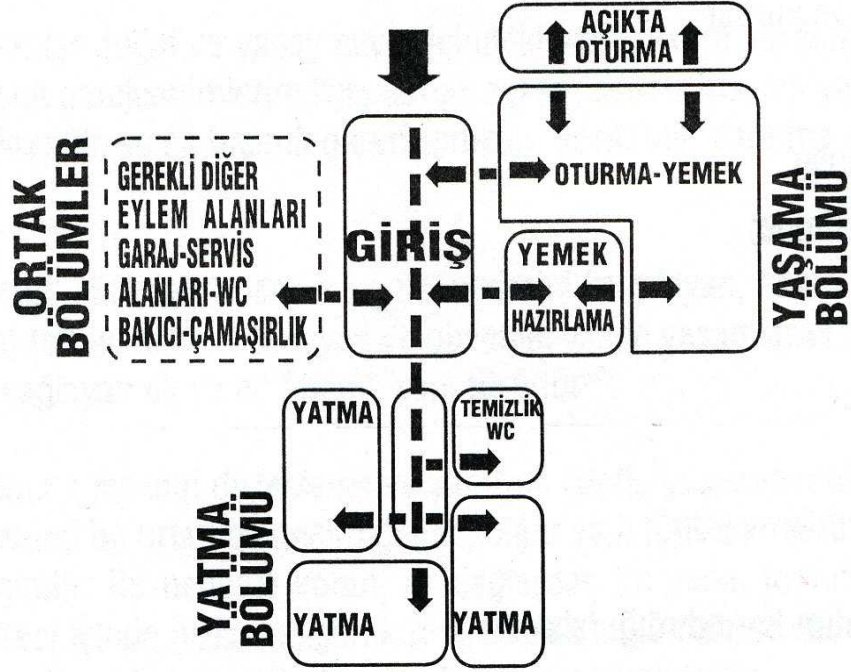 AÇIKTA
OTURMA
OTURMA-YEMEK
YAŞAMA
BÖLÜMÜ
ORTAK
BÖLÜMLER
GEREKLİ DİĞER
EYLEM ALANLARI
GARAJ-SERVİS
ALANLARI-WC
BAKICI-ÇAMAŞIRLIK
GİRİŞ
YEMEK
HAZIRLAMA
YATMA
TEMİZLİK
WC
YATMA
BÖLÜMÜ
YATMA
YATMA